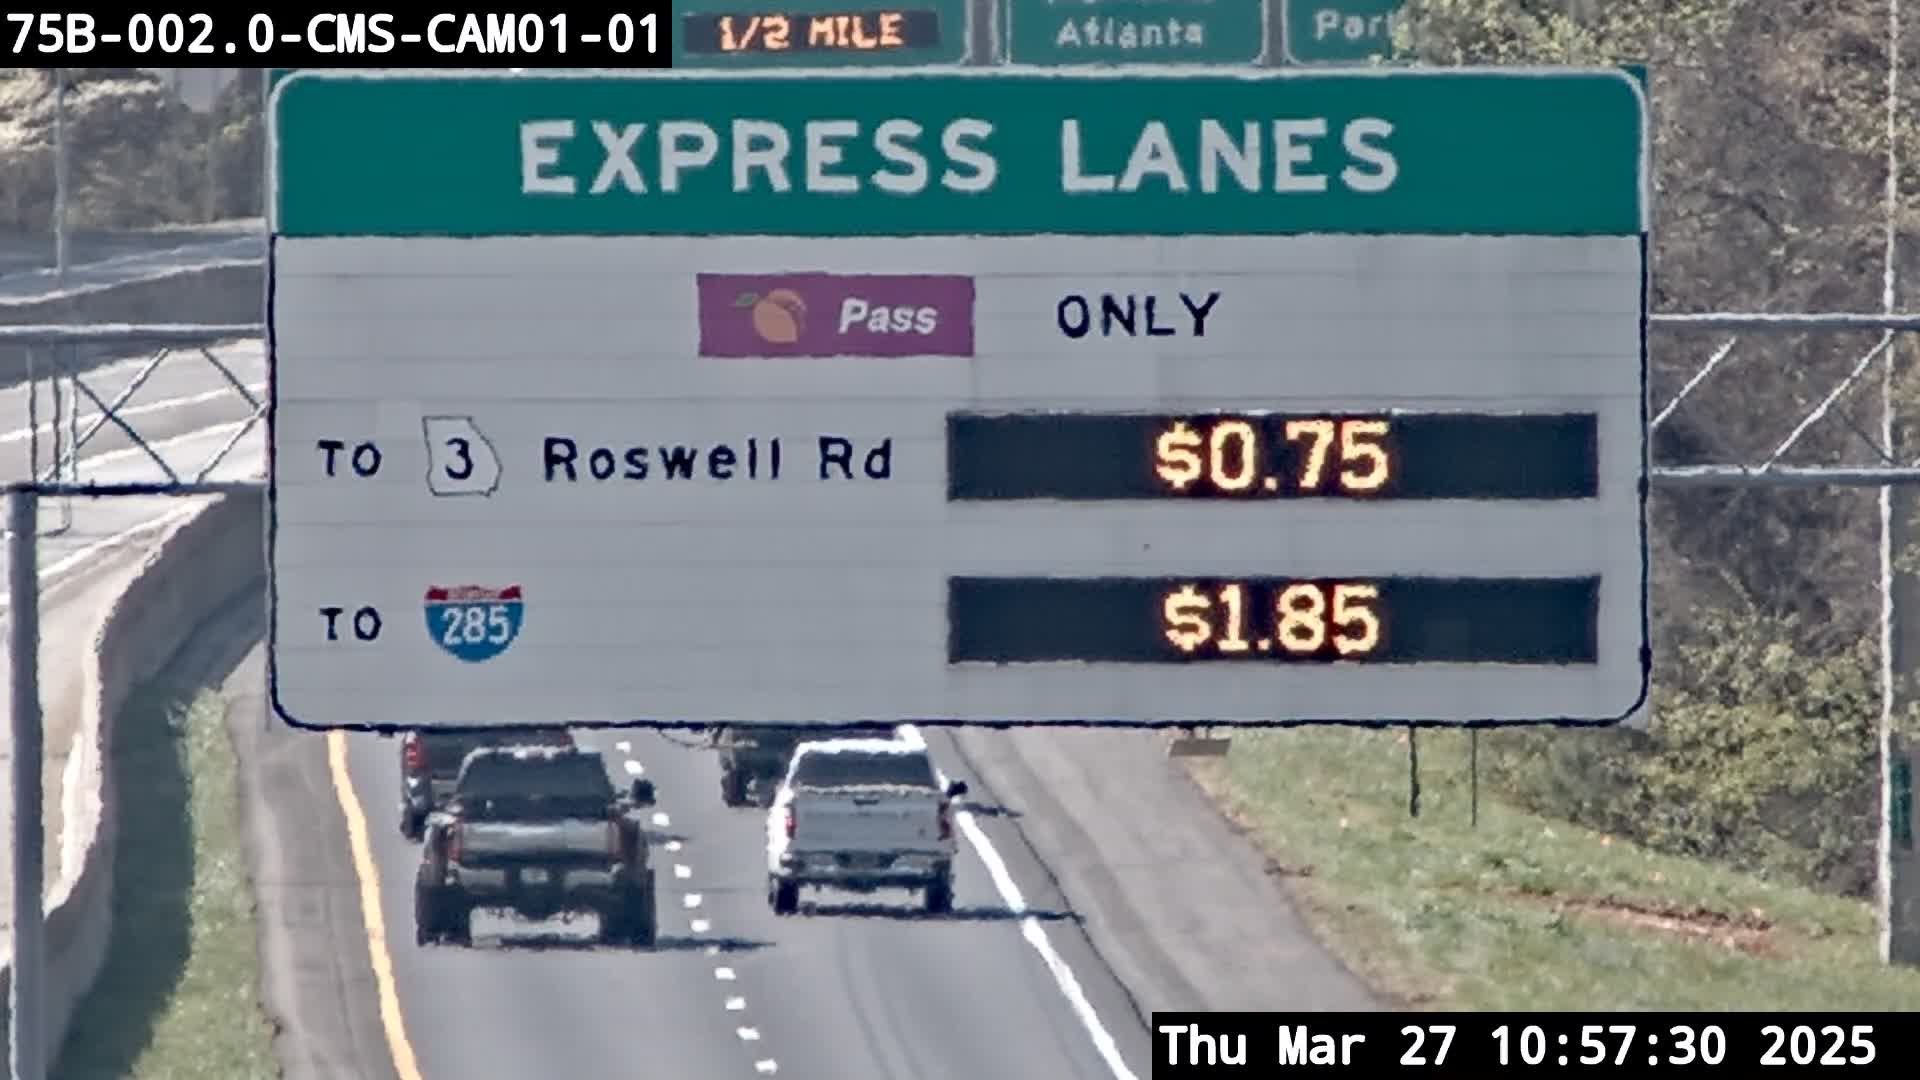 75B-002.0-CMS-CAM01-01
1/2 MILE
Atlanta
EXPRESS LANES
Pass ONLY
TO 3 Roswell Rd $0.75
TO 285 $1.85
Thu Mar 27 10:57:30 2025